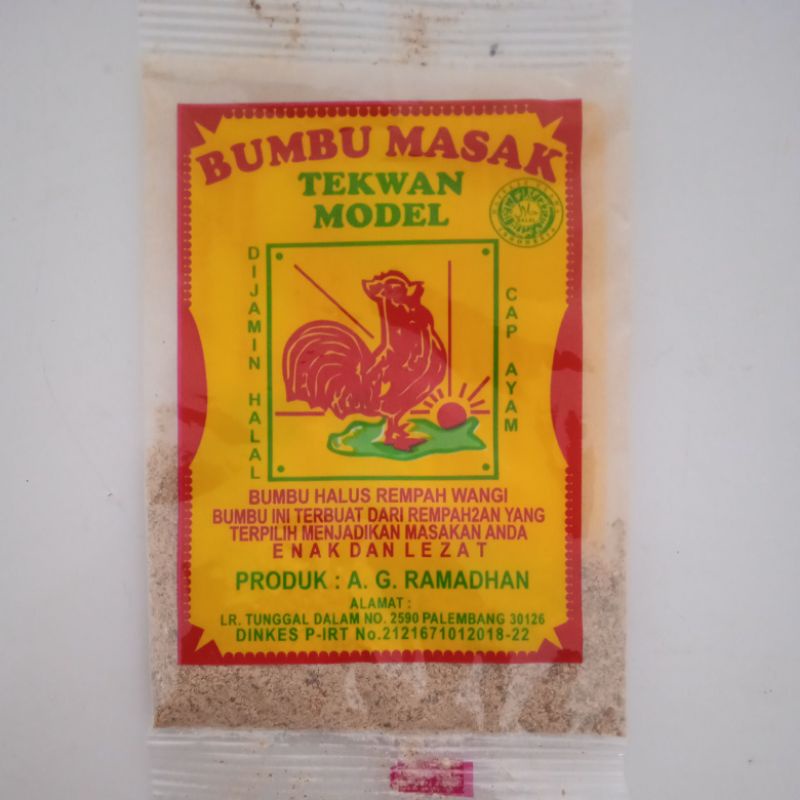 BUMBU MASAK
TEKWAN
MODEL
DIJAMIN HALAL
CAP AYAM
BUMBU HALUS REMPAH WANGI
BUMBU INI TERBUAT DARI REMPAH2AN YANG
TERPILIH MENJADIKAN MASAKAN ANDA
ENAK DAN LEZAT
PRODUK : A. G. RAMADHAN
ALAMAT :
LR. TUNGGAL DALAM NO. 2590 PALEMBANG 30126
DINKES P-IRT No.2121671012018-22